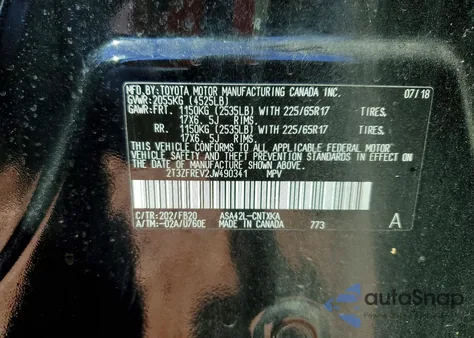 MFD.BY:TOYOTA MOTOR MANUFACTURING CANADA INC.
07/18
GVWR:2055KG (4525LB)
GAWR:FRT. 1150KG (2535LB) WITH 225/65R17 TIRES,
17X6.5J RIMS,
RR. 1150KG (2535LB) WITH 225/65R17 TIRES,
17X6.5J RIMS.
THIS VEHICLE CONFORMS TO ALL APPLICABLE FEDERAL MOTOR
VEHICLE SAFETY AND THEFT PREVENTION STANDARDS IN EFFECT
ON THE DATE OF MANUFACTURE SHOWN ABOVE.
2T3ZFREV2JW490341 MPV
C/TR:202/FB20 ASA42L-CNTXKA
A/TM:-02A/U760E MADE IN CANADA 773
A
autoSnap